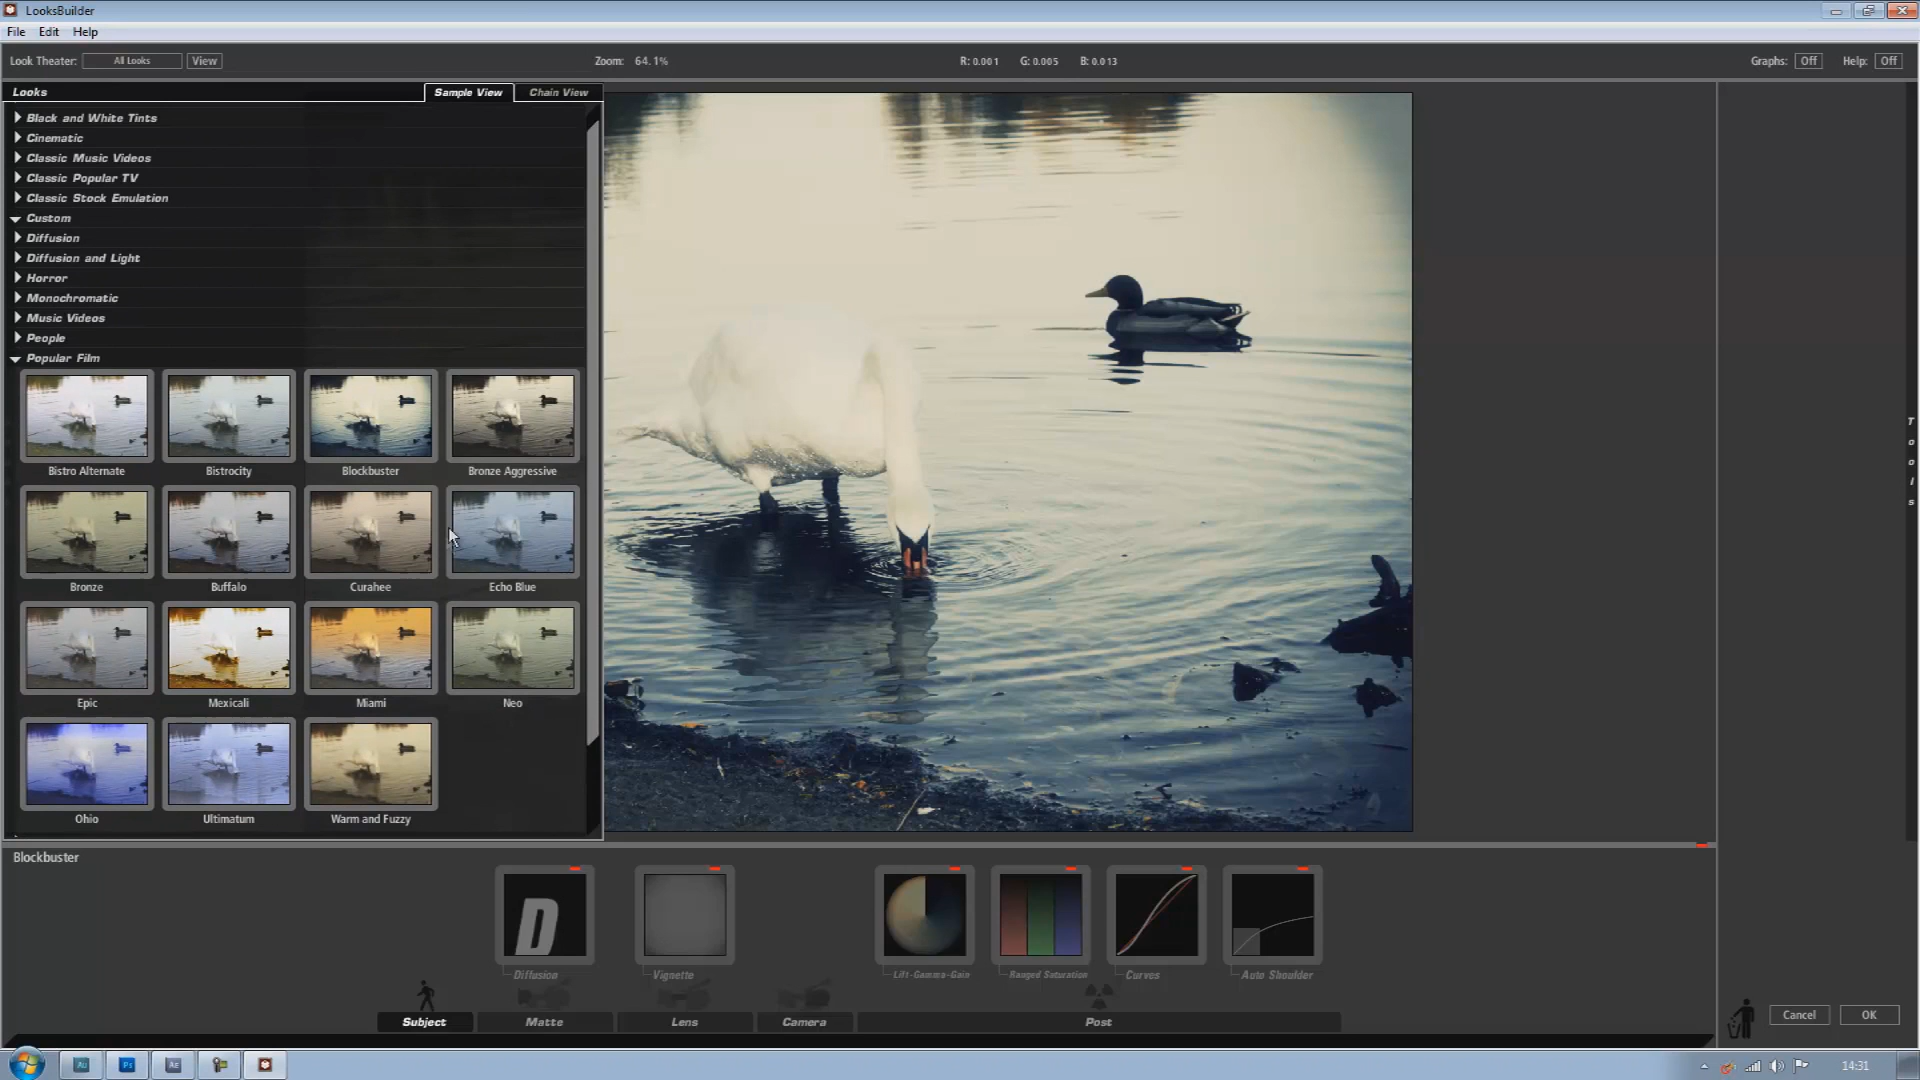 LooksBuilder
File Edit Help
Look Theater: All Looks View Zoom: 64.1% R: 0.001 G: 0.005 B: 0.013 Graphs: Off Help: Off
Looks Sample View Chain View
Black and White Tints
Cinematic
Classic Music Videos
Classic Popular TV
Classic Stock Emulation
Custom
Diffusion
Diffusion and Light
Horror
Monochromatic
Music Videos
People
Popular Film
Bistro Alternate Bistrocity Blockbuster Bronze Aggressive
Bronze Buffalo Curahee Echo Blue
Epic Mexicali Miami Neo
Ohio Ultimatum Warm and Fuzzy
Tools
Blockbuster
D
Diffusion Vignette Lift-Gamma-Gain Ranged Saturation Curves Auto Shoulder
Subject Matte Lens Camera Post
Cancel OK
Au Ps Ae 14:31